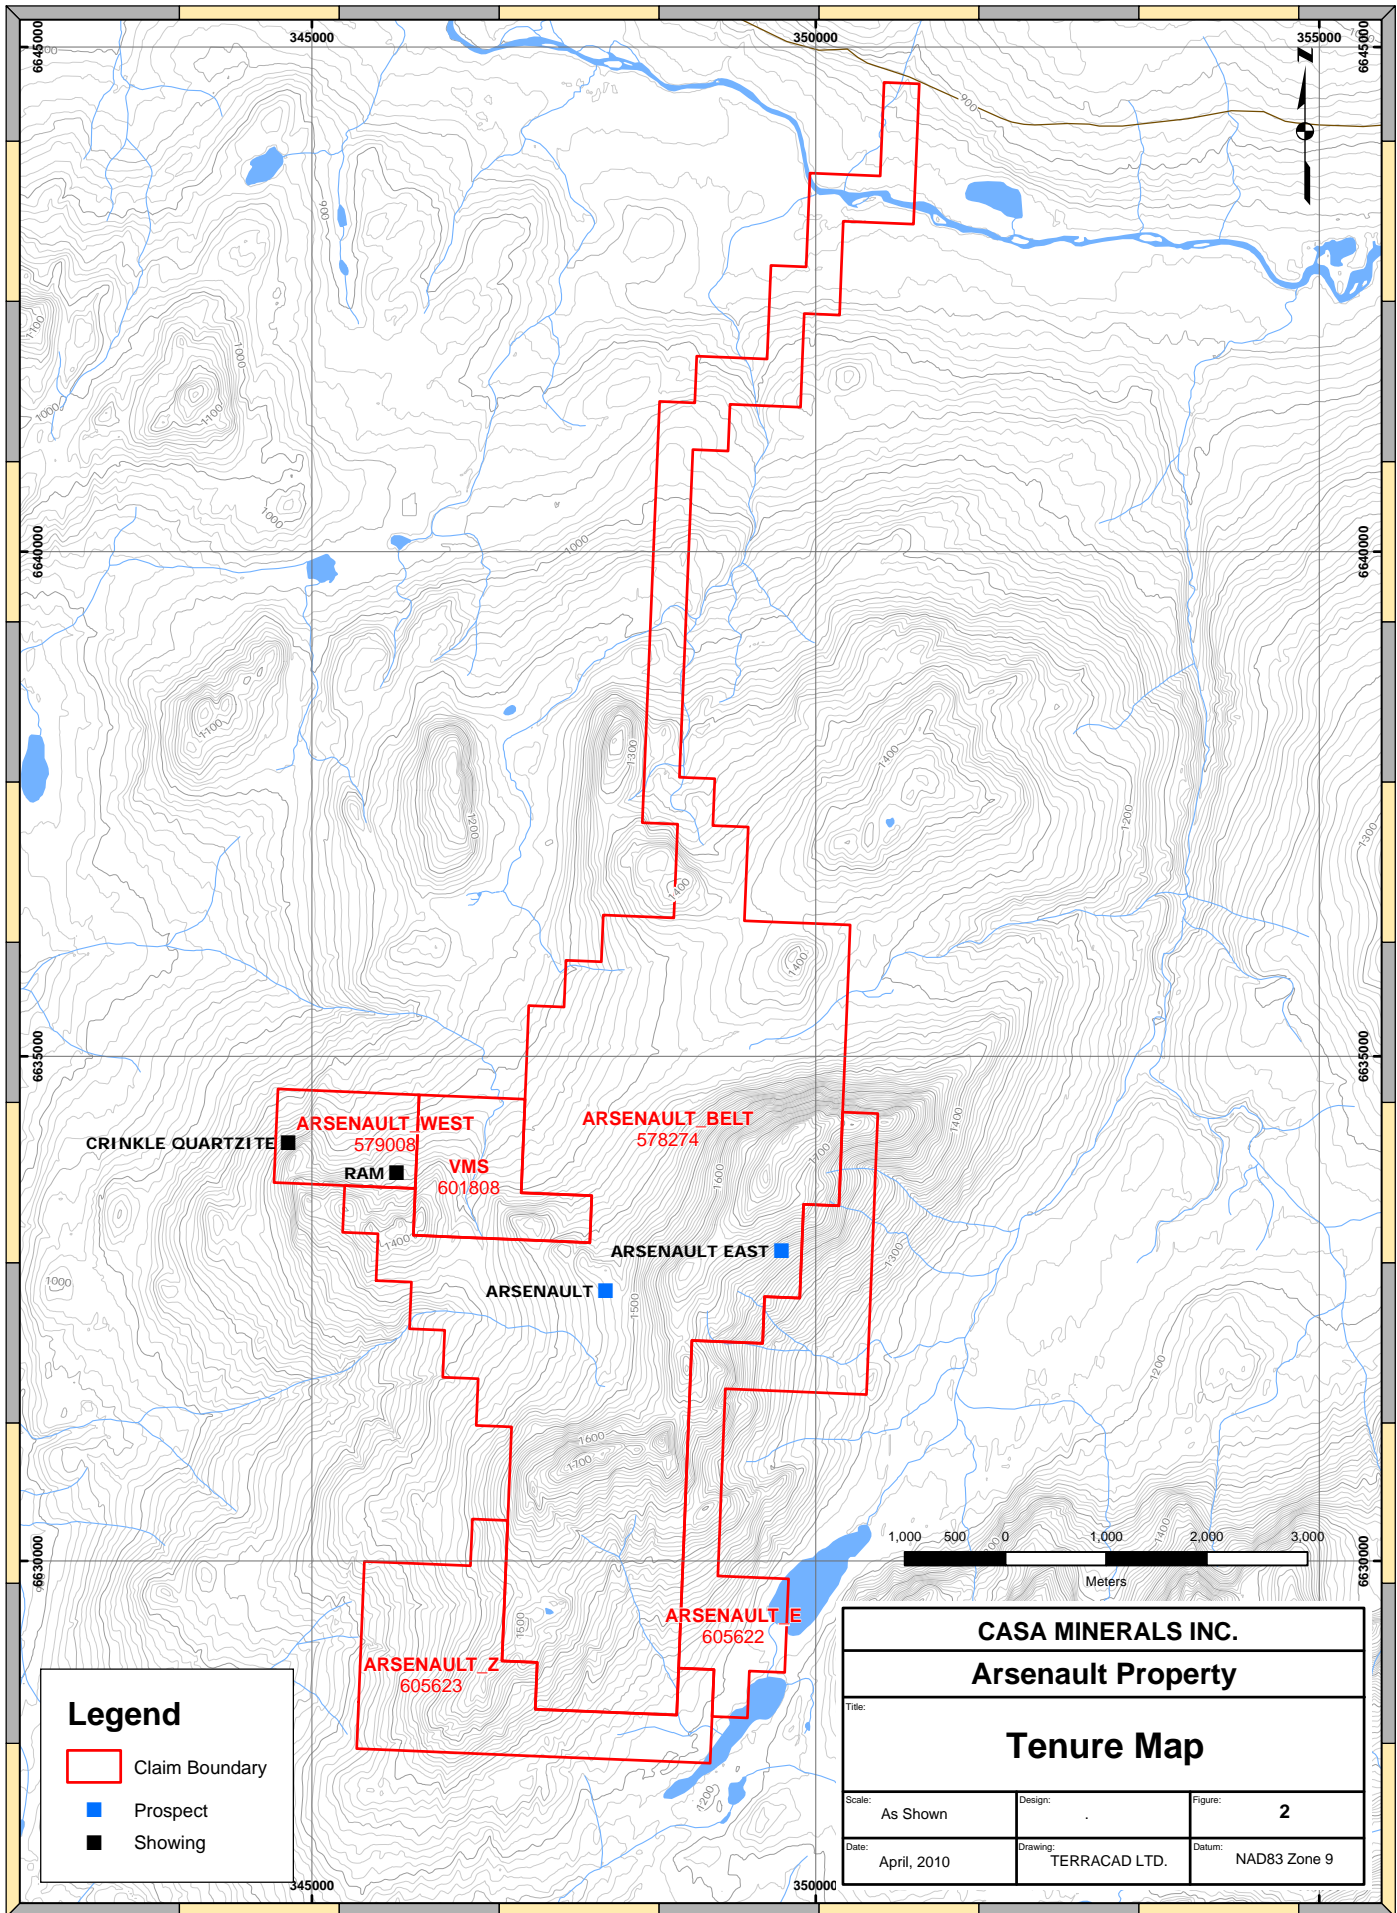 345000
350000
355000
6645000
6645000
900
900
1100
1000
1100
1000
1000
1000
6640000
6640000
1100
1300
1200
1400
1400
1200
1300
1400
6635000
6635000
ARSENAULT_WEST
579008
CRINKLE QUARTZITE
RAM
VMS
601808
ARSENAULT_BELT
578274
1700
1600
1400
1400
1300
1000
ARSENAULT EAST
ARSENAULT
1500
1200
1600
1700
1400
1,000
500
0
1,000
2,000
3,000
Meters
6630000
6630000
1500
ARSENAULT_E
605622
ARSENAULT_Z
605623
1200
Legend
Claim Boundary
Prospect
Showing
CASA MINERALS INC.
Arsenault Property
Title:
Tenure Map
Scale:
As Shown
Design:
.
Figure:
2
Date:
April, 2010
Drawing:
TERRACAD LTD.
Datum:
NAD83 Zone 9
345000
350000
N